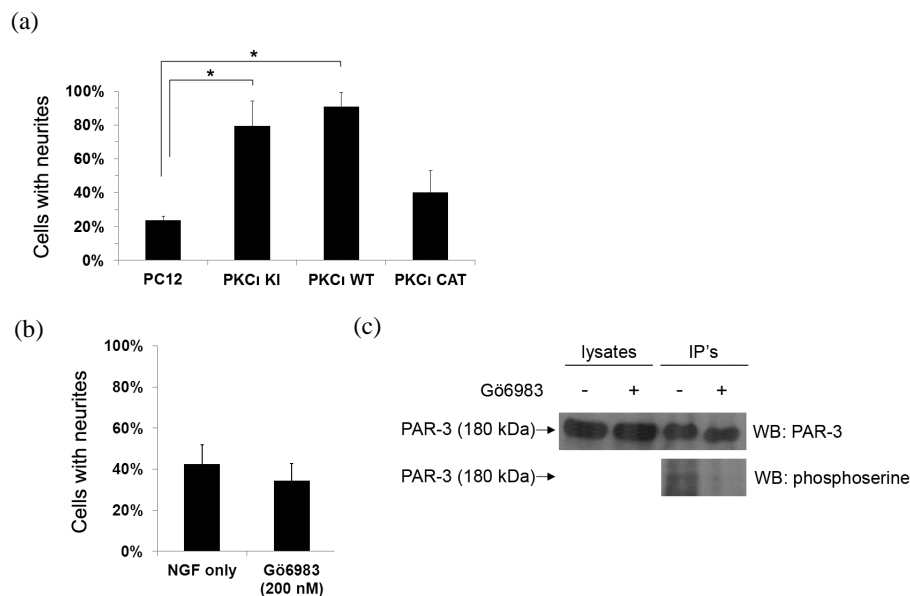 (a)
*
*
Cells with neurites
100%
80%
60%
40%
20%
0%
PC12
PKCι KI
PKCι WT
PKCι CAT
(b)
Cells with neurites
100%
80%
60%
40%
20%
0%
NGF only
Gö6983
(200 nM)
(c)
lysates IP's
Gö6983 - + - +
PAR-3 (180 kDa)→ WB: PAR-3
PAR-3 (180 kDa)→ WB: phosphoserine